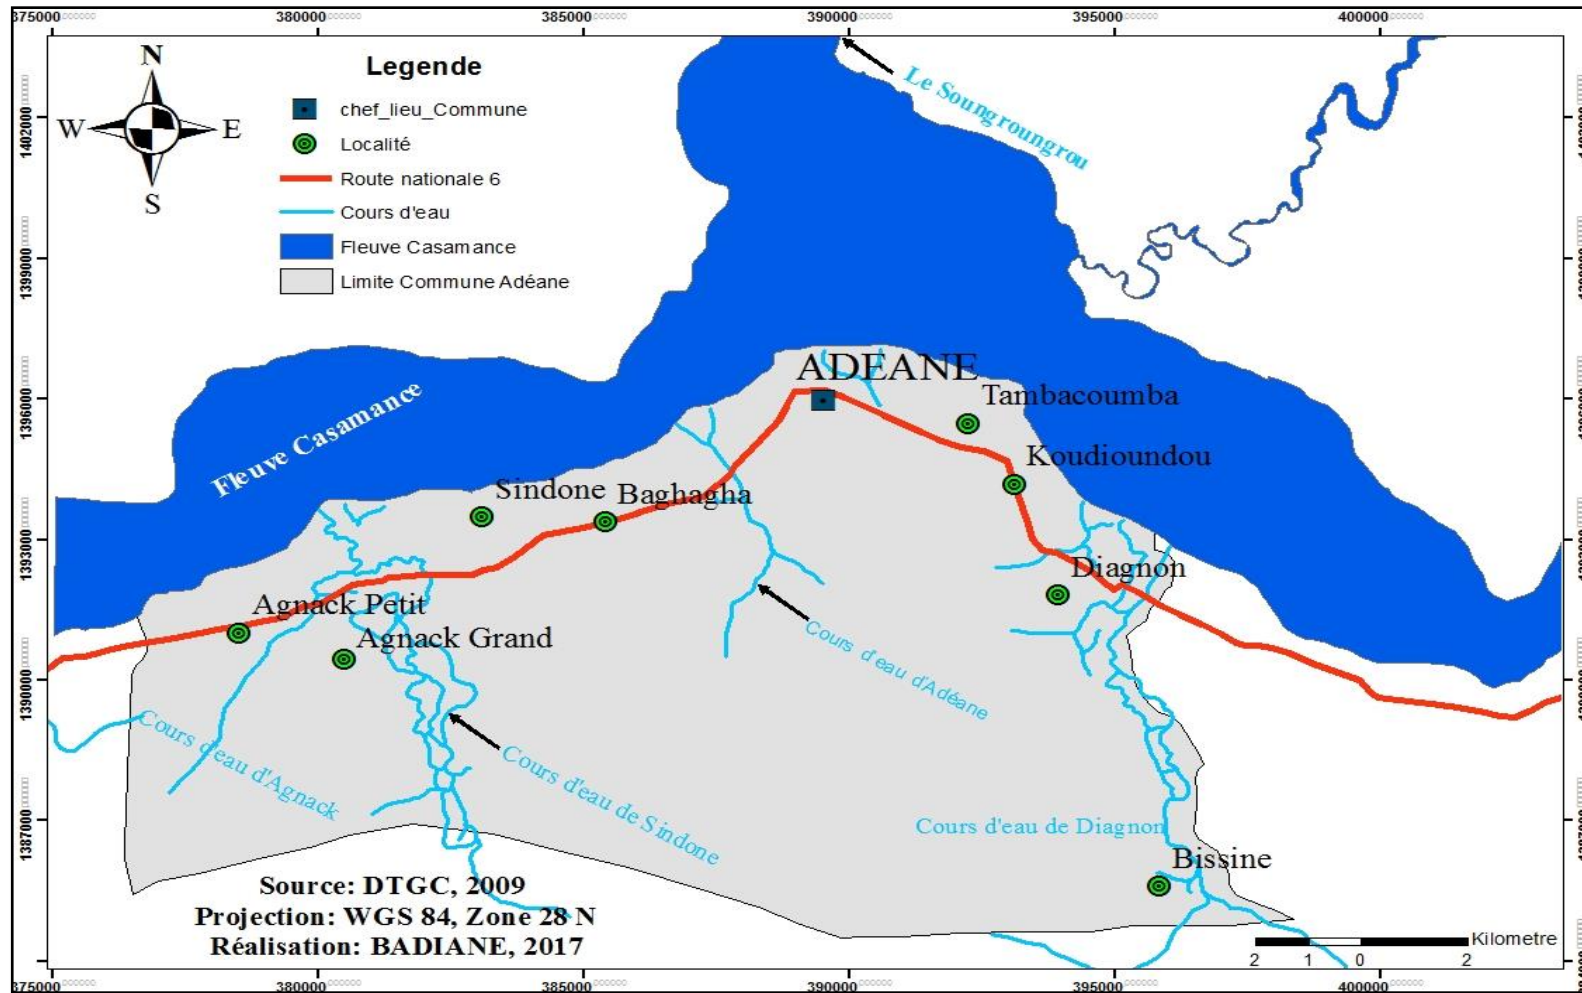 375000
380000
385000
390000
395000
400000
N
W
E
S
Legende
chef_lieu_Commune
Localité
Route nationale 6
Cours d'eau
Fleuve Casamance
Limite Commune Adéane
Le Soungroungrou
1402000
1399000
1396000
1393000
1390000
1387000
Fleuve Casamance
ADEANE
Tambacoumba
Koudioundou
Sindone
Baghagha
Diagnon
Agnack Petit
Agnack Grand
Cours d'eau d'Adéane
Cours d'eau d'Agnack
Cours d'eau de Sindone
Cours d'eau de Diagnon
Bissine
Source: DTGC, 2009
Projection: WGS 84, Zone 28 N
Réalisation: BADIANE, 2017
Kilometre
2 1 0 2
375000
380000
385000
390000
395000
400000